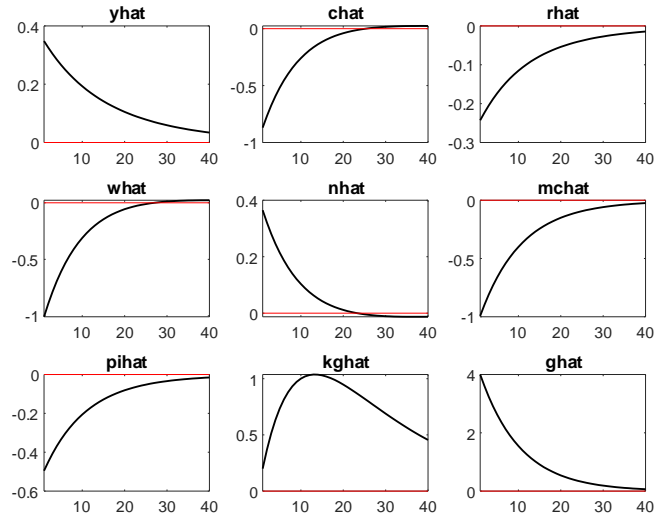 yhat chat rhat
0.4 0 0
0.2 -0.5 -0.1
-0.2
0 -1 -0.3
10 20 30 40 10 20 30 40 10 20 30 40
what nhat mchat
0 0.4 0
-0.5 0.2 -0.5
-1 0 -1
10 20 30 40 10 20 30 40 10 20 30 40
pihat kghat ghat
0 1 4
-0.2
-0.4 0.5 2
-0.6 0 0
10 20 30 40 10 20 30 40 10 20 30 40